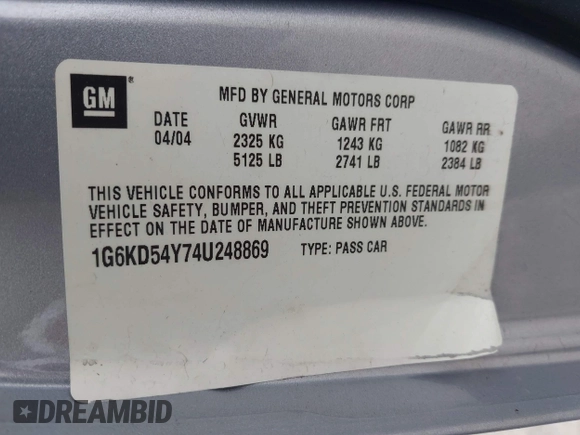 GM
®
MFD BY GENERAL MOTORS CORP
DATE GVWR GAWR FRT GAWR RR
04/04 2325 KG 1243 KG 1082 KG
5125 LB 2741 LB 2384 LB
THIS VEHICLE CONFORMS TO ALL APPLICABLE U.S. FEDERAL MOTOR
VEHICLE SAFETY, BUMPER, AND THEFT PREVENTION STANDARDS IN
EFFECT ON THE DATE OF MANUFACTURE SHOWN ABOVE.
1G6KD54Y74U248869 TYPE: PASS CAR
DREAMBID